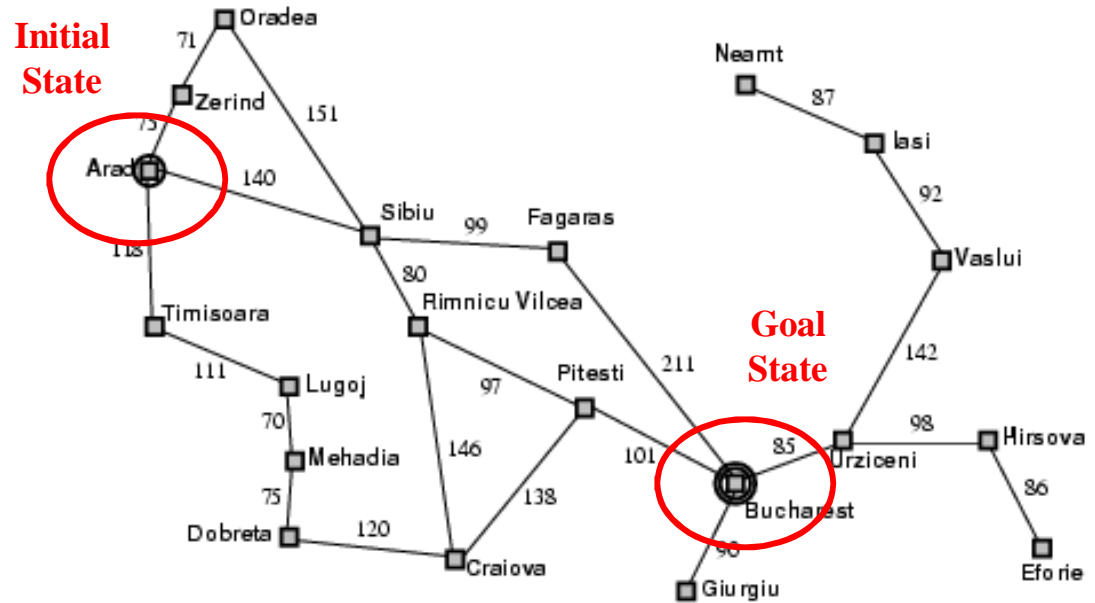 Initial
State
Oradea
71
Zerind
75
151
Arad
140
118
Sibiu
99
Fagaras
80
Rimnicu Vilcea
Timisoara
111
Lugoj
70
Mehadia
75
Dobreta
120
Craiova
146
97
Pitesti
138
101
211
Goal
State
Neamt
87
Iasi
92
Vaslui
142
85
Urziceni
98
Hirsova
86
Eforie
Bucharest
90
Giurgiu